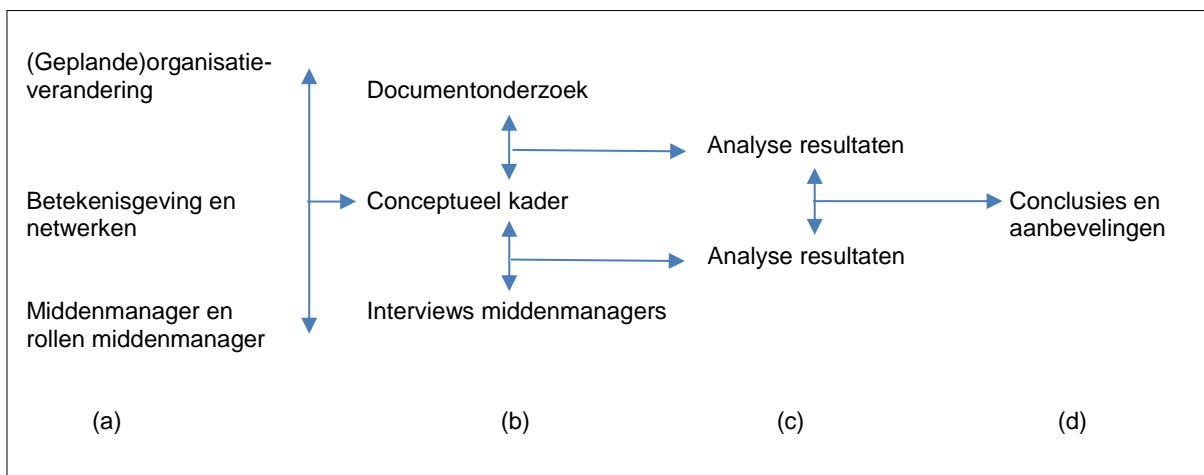 (Geplande)organisatie-
verandering
Documentonderzoek
Analyse resultaten
Betekenisgeving en
netwerken
Conceptueel kader
Conclusies en
aanbevelingen
Analyse resultaten
Middenmanager en
rollen middenmanager
Interviews middenmanagers
(a)
(b)
(c)
(d)